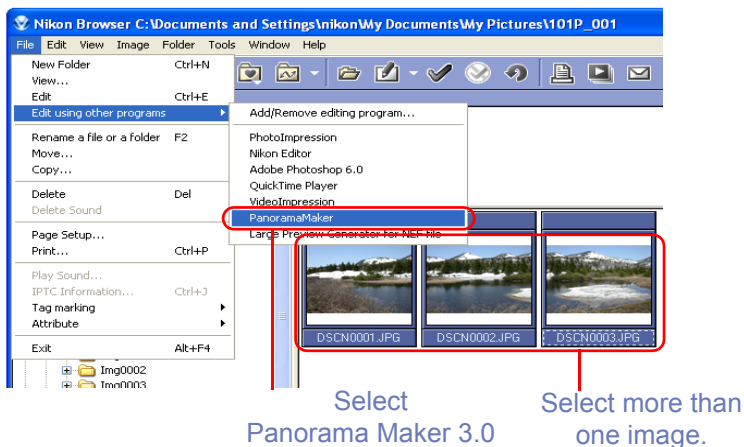 Nikon Browser C:\Documents and Settings\nikon\My Documents\My Pictures\101P_001
File Edit View Image Folder Tools Window Help
New Folder Ctrl+N
View...
Edit Ctrl+E
Edit using other programs
Rename a file or a folder F2
Move...
Copy...
Delete Del
Delete Sound
Page Setup...
Print... Ctrl+P
Play Sound...
IPTC Information... Ctrl+J
Tag marking
Attribute
Exit Alt+F4
Add/Remove editing program...
PhotoImpression
Nikon Editor
Adobe Photoshop 6.0
QuickTime Player
VideoImpression
PanoramaMaker
Large Preview Generator for NEF file
DSCN0001.JPG DSCN0002.JPG DSCN0003.JPG
Img0002
Img0003
Select
Panorama Maker 3.0
Select more than
one image.